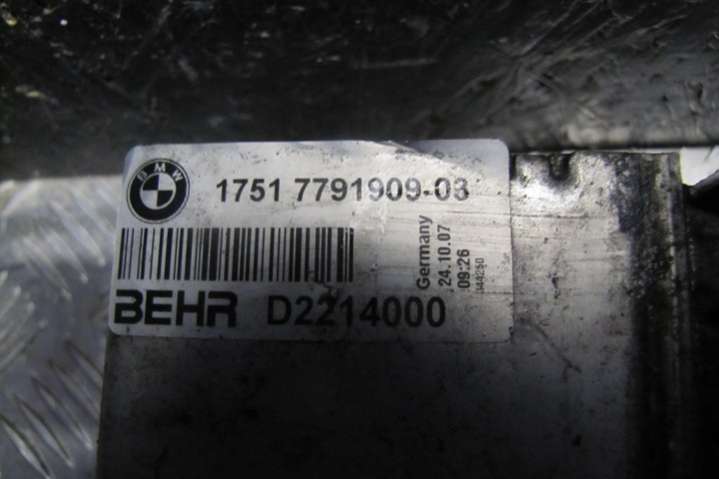 BMW
1751 7791909-03
Germany
24.10.07
09:26
BEHR D2214000